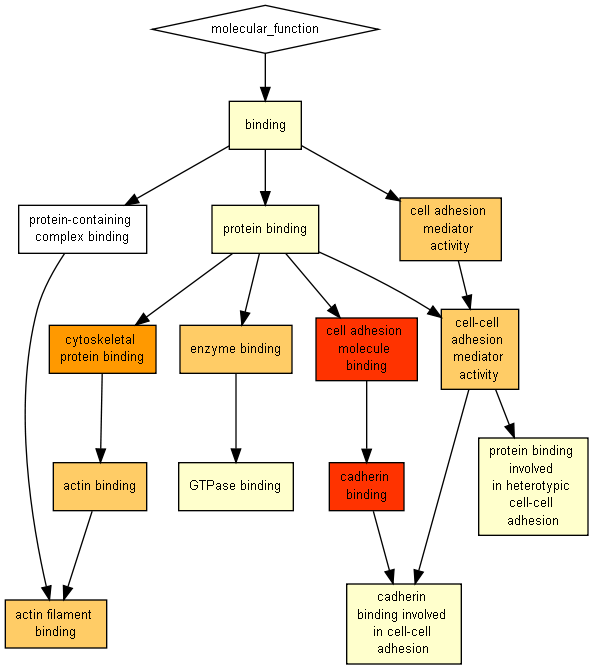 molecular_function
binding
protein-containing
complex binding
protein binding
cell adhesion
mediator
activity
cytoskeletal
protein binding
enzyme binding
cell adhesion
molecule
binding
cell-cell
adhesion
mediator
activity
actin binding
GTPase binding
cadherin
binding
protein binding
involved
in heterotypic
cell-cell
adhesion
actin filament
binding
cadherin
binding involved
in cell-cell
adhesion